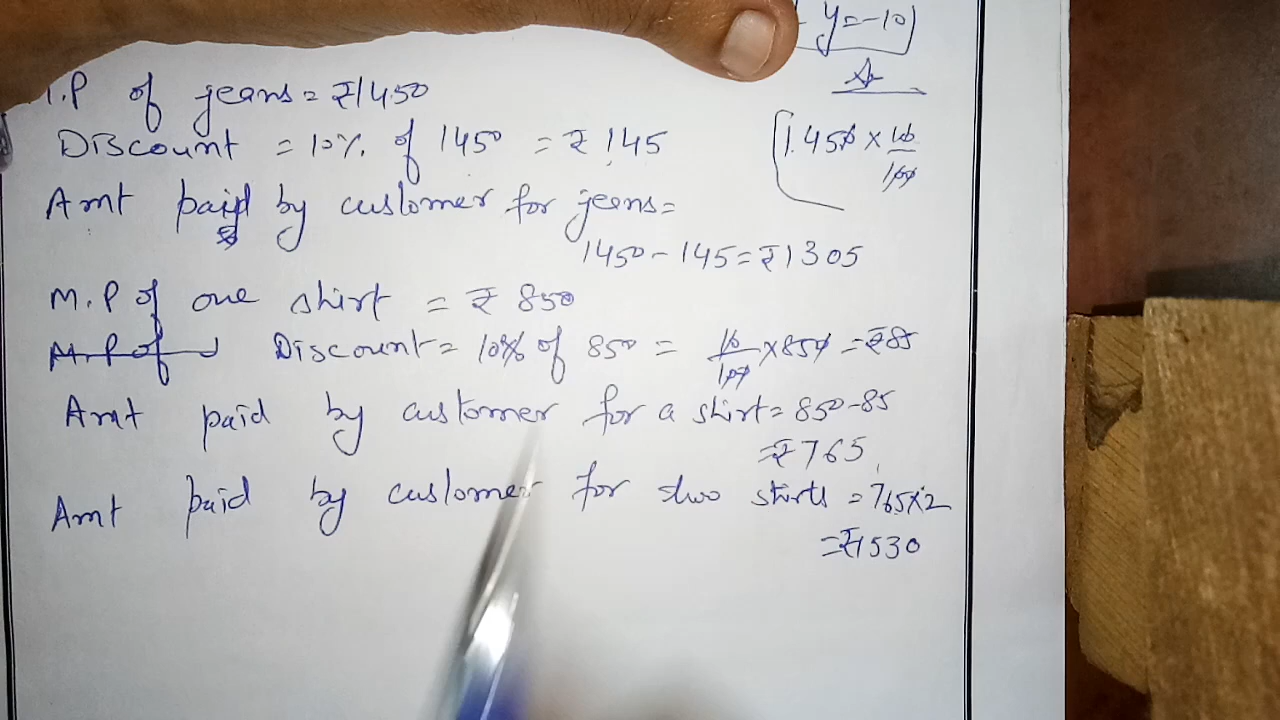 y=-10)
.P of jeans = ₹1450
Discount = 10% of 1450 = ₹145
[1450 × 10/100
Amt paid by customer for jeans =
1450 - 145 = ₹1305
M.P of one shirt = ₹850
M.P of Discount = 10% of 850 = 10/100 × 850 = ₹85
Amt paid by customer for a shirt = 850-85
= ₹765
Amt paid by customer for two shirts = 765×2
= ₹1530